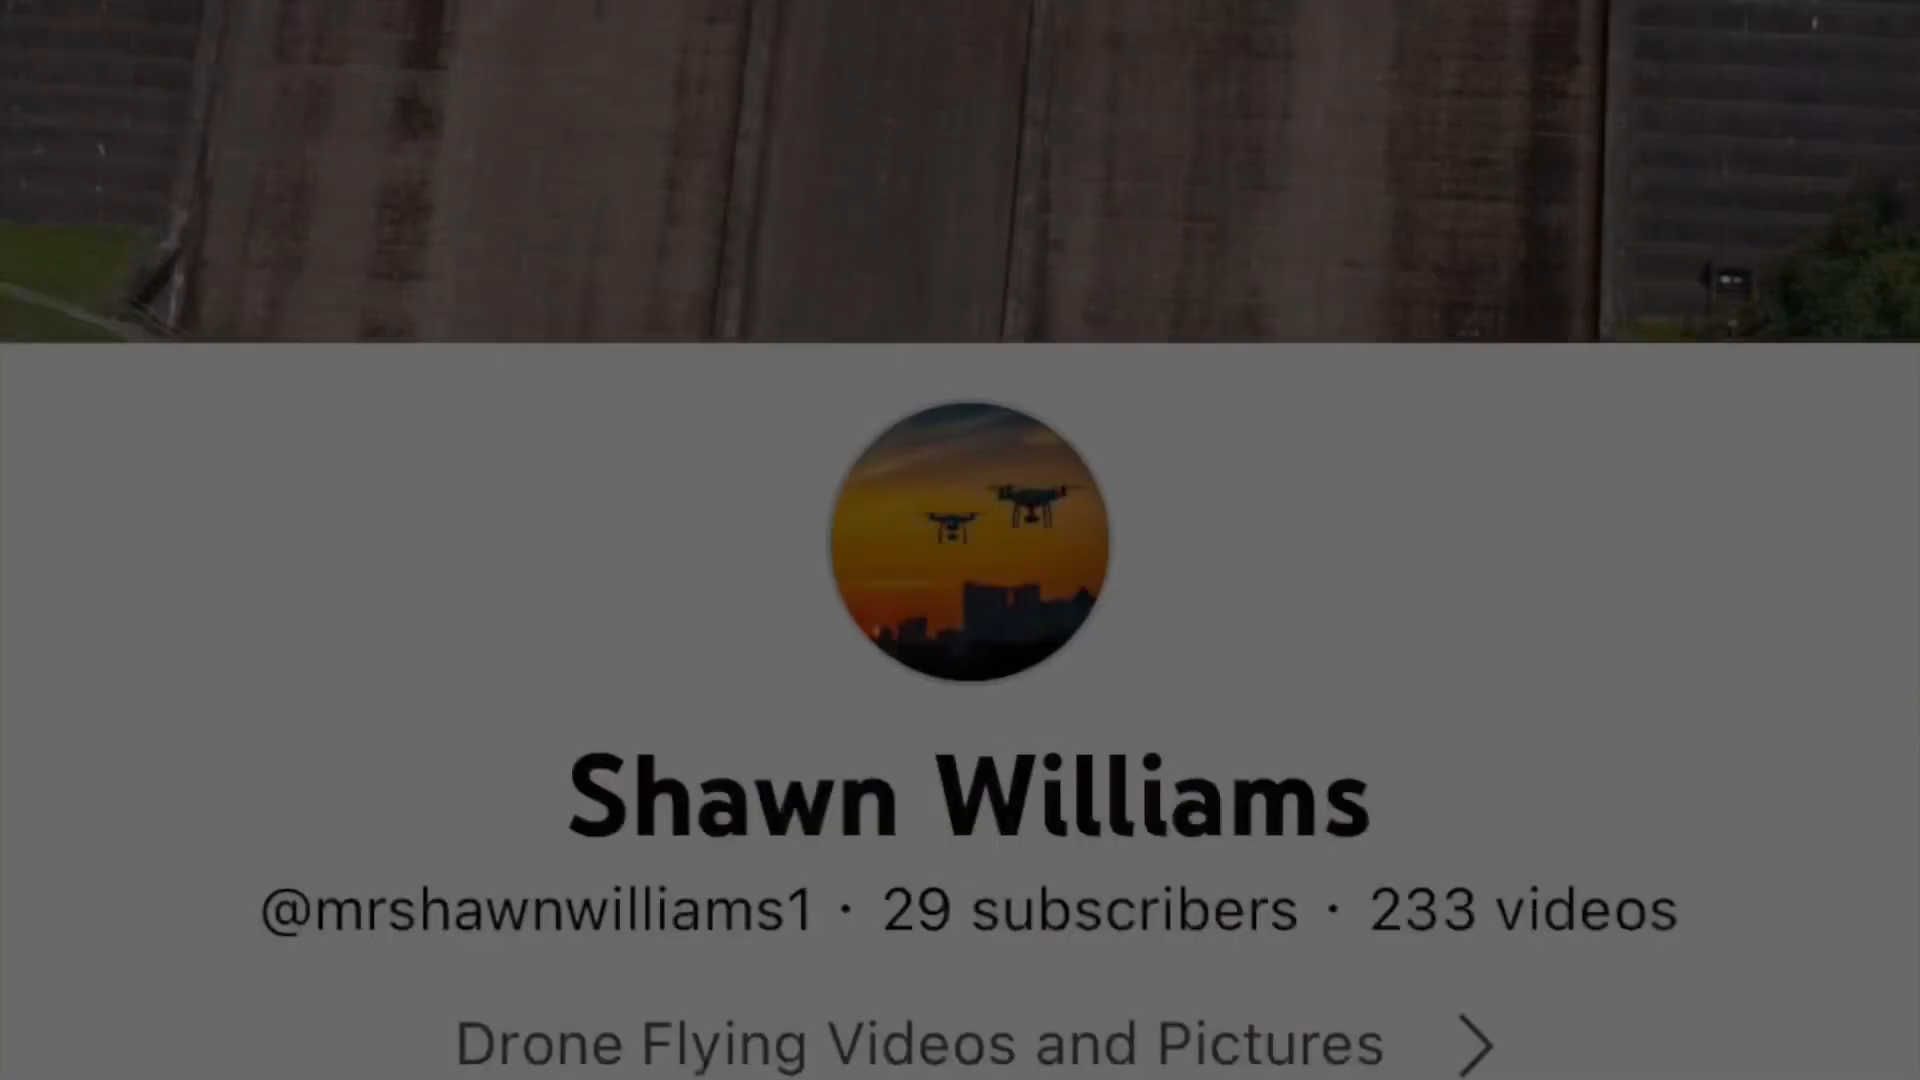 Shawn Williams
@mrshawnwilliams1 · 29 subscribers · 233 videos
Drone Flying Videos and Pictures >